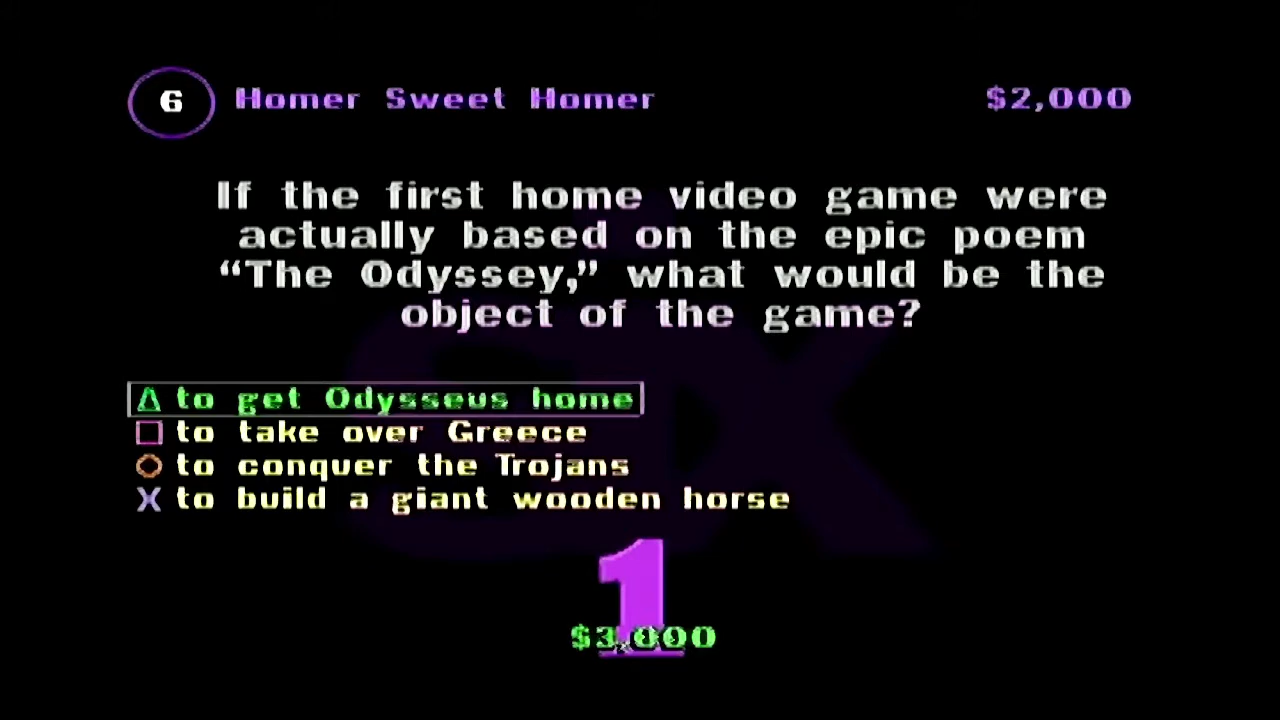 6 Homer Sweet Homer $2,000
If the first home video game were
actually based on the epic poem
“The Odyssey,” what would be the
object of the game?
to get Odysseus home
to take over Greece
to conquer the Trojans
X to build a giant wooden horse
1
$3,000